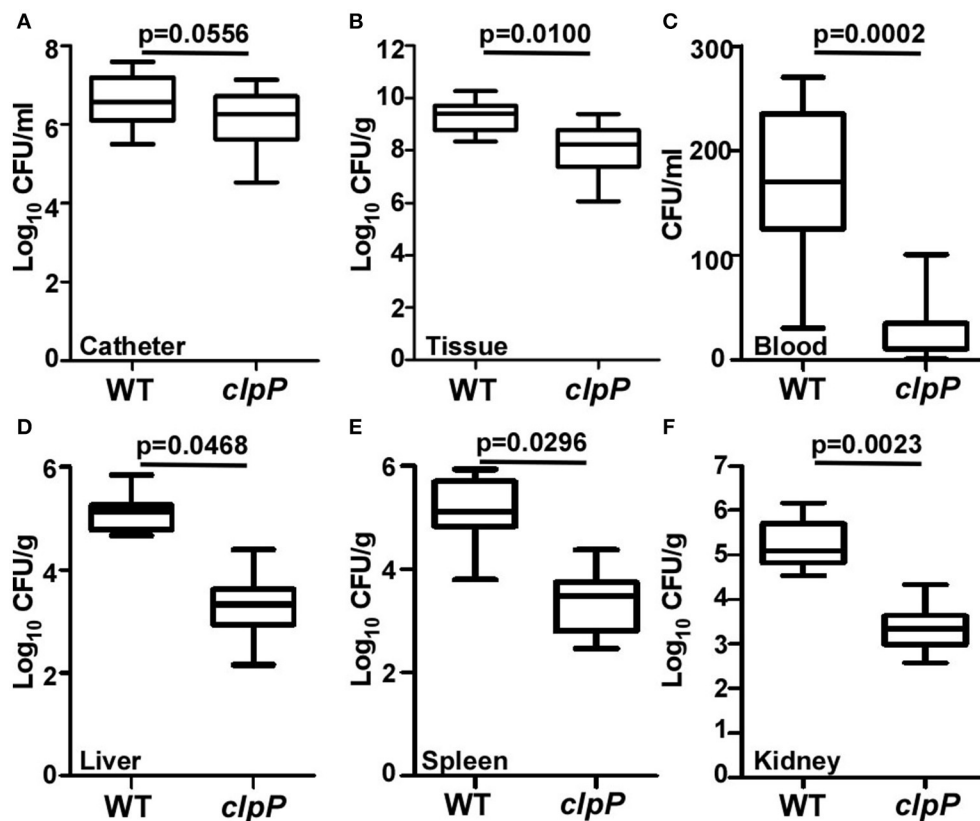 A
p=0.0556
8
6
4
2
0
Log10 CFU/ml
Catheter
WT clpP
B
p=0.0100
12
10
8
6
4
2
0
Log10 CFU/g
Tissue
WT clpP
C
p=0.0002
300
200
100
0
CFU/ml
Blood
WT clpP
D
p=0.0468
6
4
2
0
Log10 CFU/g
Liver
WT clpP
E
p=0.0296
6
4
2
0
Log10 CFU/g
Spleen
WT clpP
F
p=0.0023
7
6
5
4
3
2
1
0
Log10 CFU/g
Kidney
WT clpP